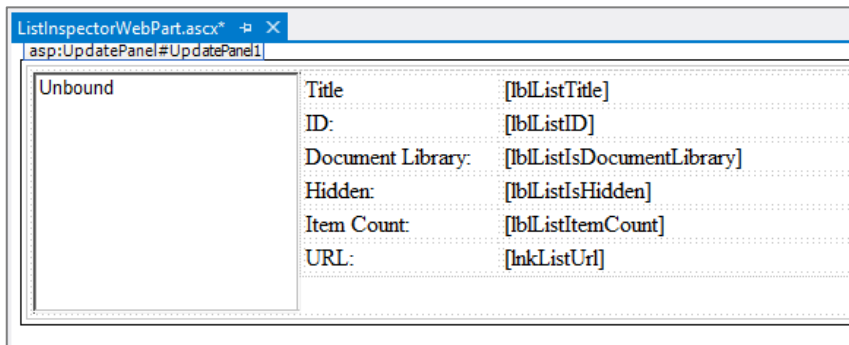 ListInspectorWebPart.ascx*
asp:UpdatePanel#UpdatePanel1
Unbound
Title [lblListTitle]
ID: [lblListID]
Document Library: [lblListIsDocumentLibrary]
Hidden: [lblListIsHidden]
Item Count: [lblListItemCount]
URL: [lnkListUrl]